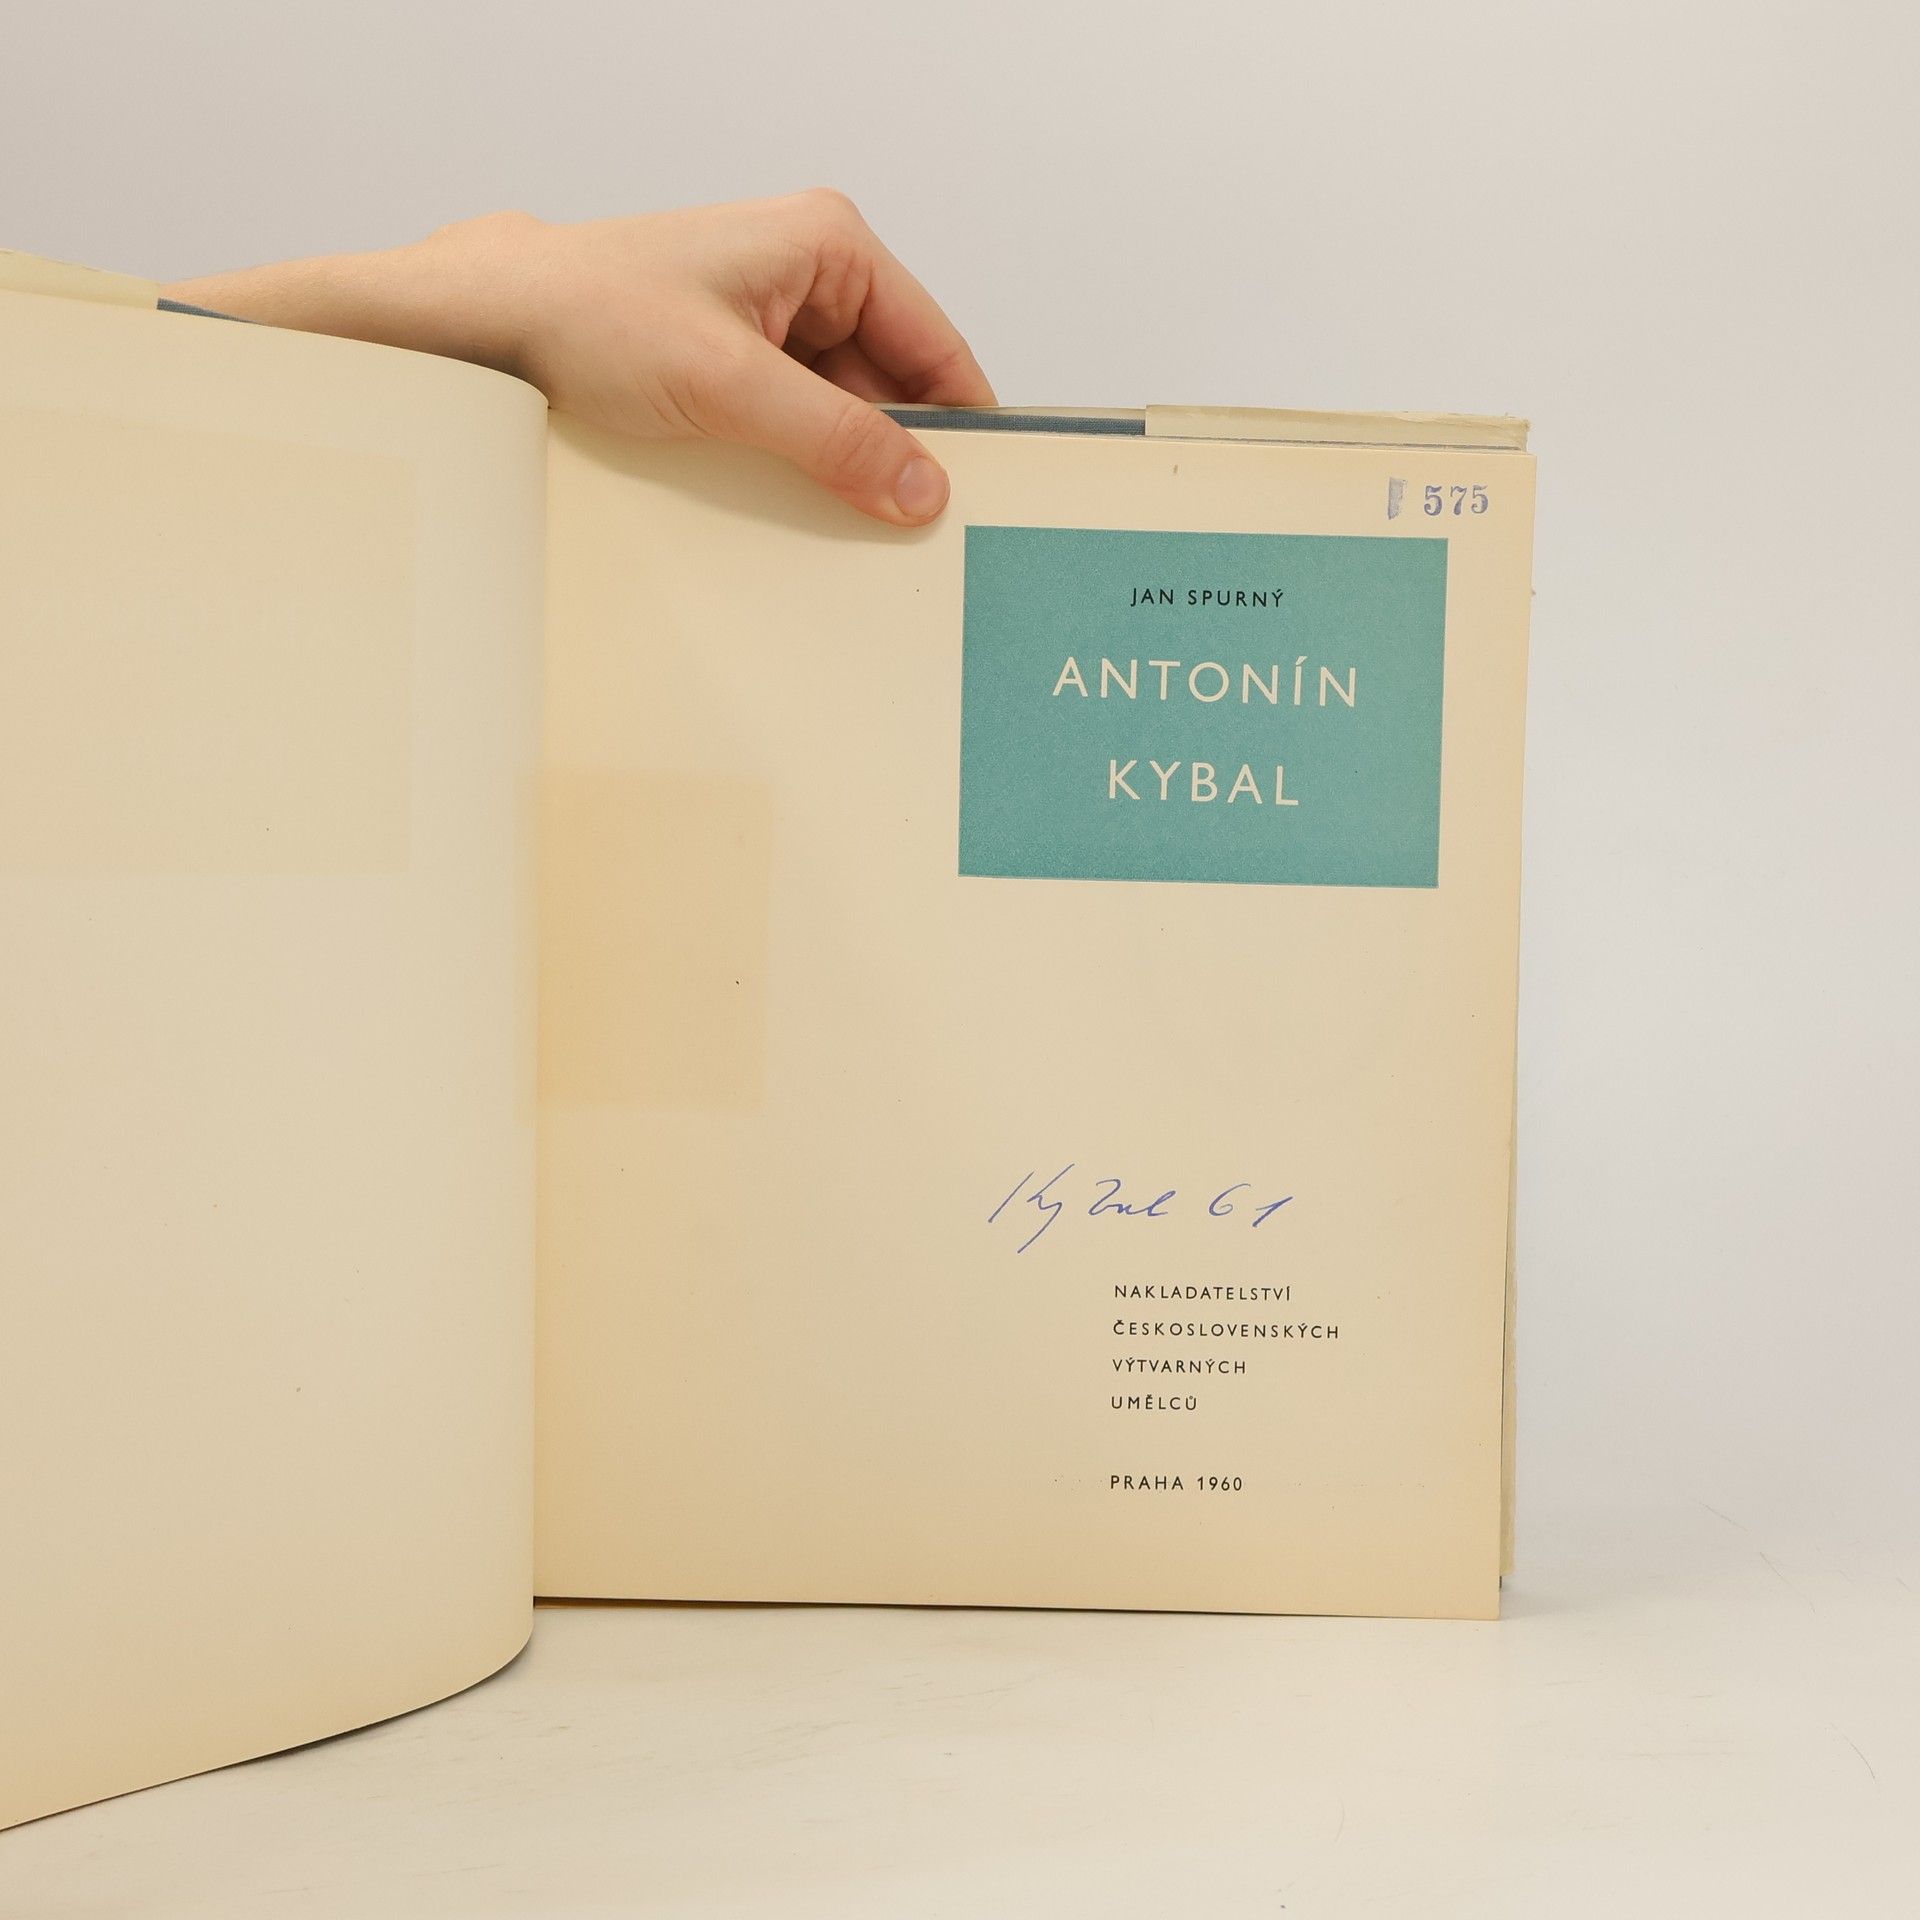 575
JAN SPURNÝ
ANTONÍN
KYBAL
Kybal 61
NAKLADATELSTVÍ
ČESKOSLOVENSKÝCH
VÝTVARNÝCH
UMĚLCŮ
PRAHA 1960